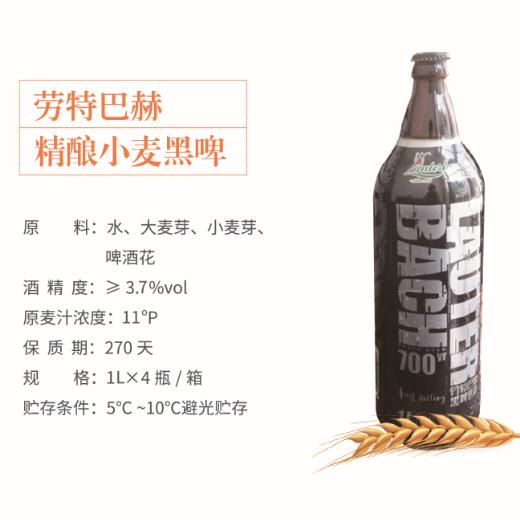 劳特巴赫
精酿小麦黑啤
原 料：水、大麦芽、小麦芽、
啤酒花
酒 精 度：≥ 3.7%vol
原麦汁浓度：11ºP
保 质 期：270 天
规 格：1L×4 瓶 / 箱
贮存条件：5℃ ~10℃避光贮存
LAUTER
BACH
700